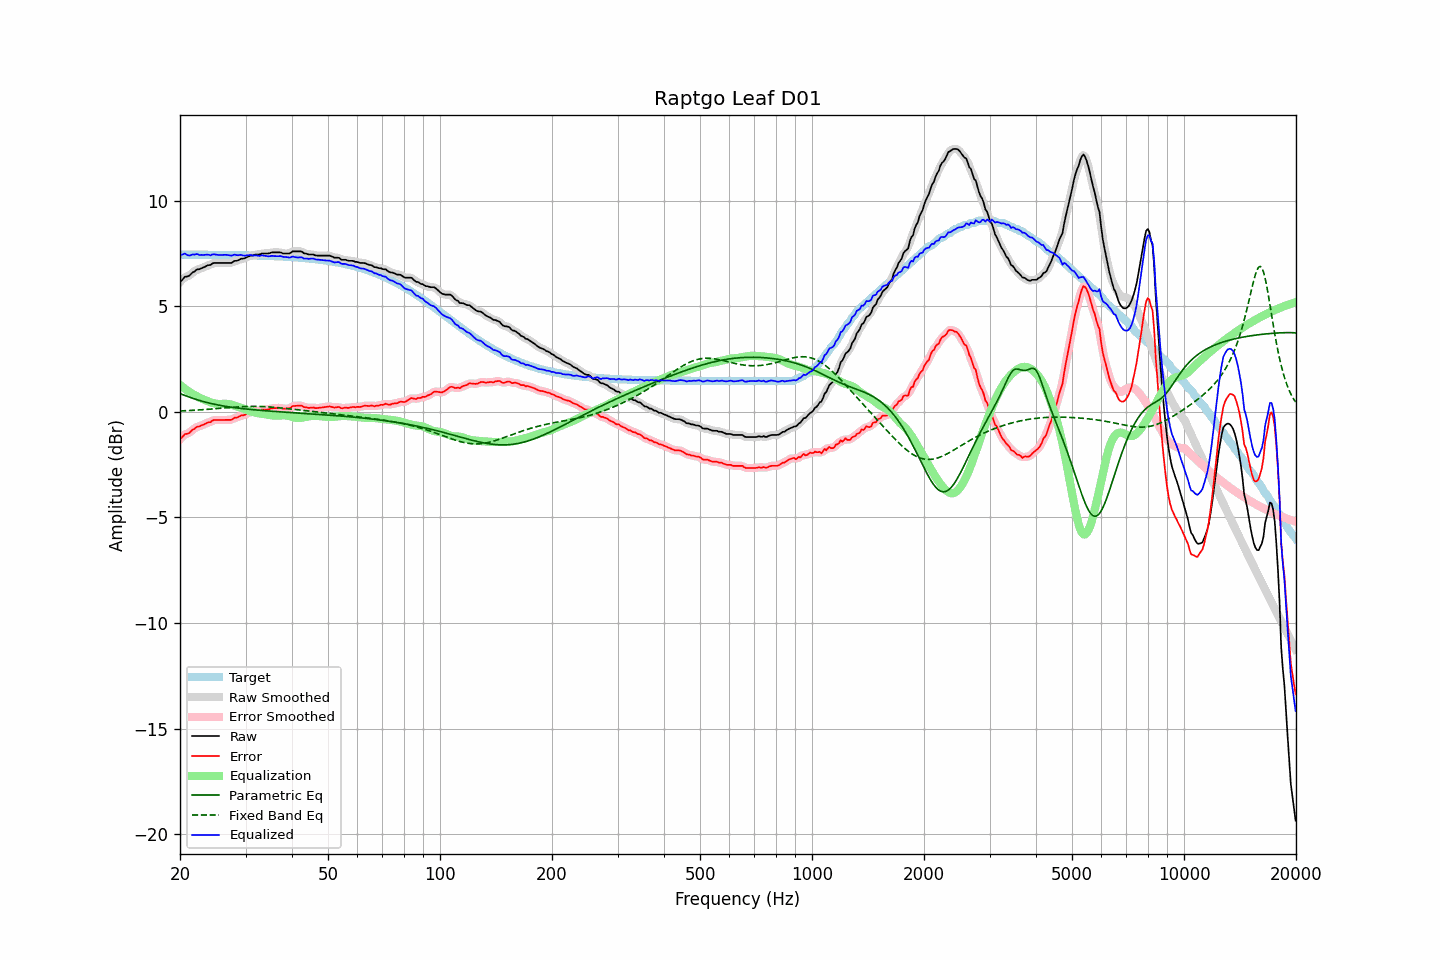 Raptgo Leaf D01
Amplitude (dBr)
10
5
0
−5
−10
−15
−20
Target
Raw Smoothed
Error Smoothed
Raw
Error
Equalization
Parametric Eq
Fixed Band Eq
Equalized
20
50
100
200
500
1000
2000
5000
10000
20000
Frequency (Hz)